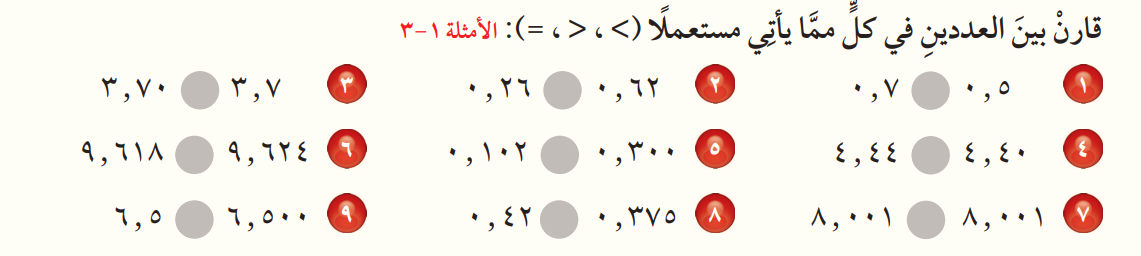 قارنْ بينَ العددينِ في كلٍّ ممَّا يأتِي مستعملًا (> ، < ، =): الأمثلة ١-٣
١ ٠,٥ ٠,٧ ٢ ٠,٦٢ ٠,٢٦ ٣ ٣,٧ ٣,٧٠
٤ ٤,٤٠ ٤,٤٤ ٥ ٠,٣٠٠ ٠,١٠٢ ٦ ٩,٦٢٤ ٩,٦١٨
٧ ٨,٠٠١ ٨,٠٠١ ٨ ٠,٣٧٥ ٠,٤٢ ٩ ٦,٥٠٠ ٦,٥